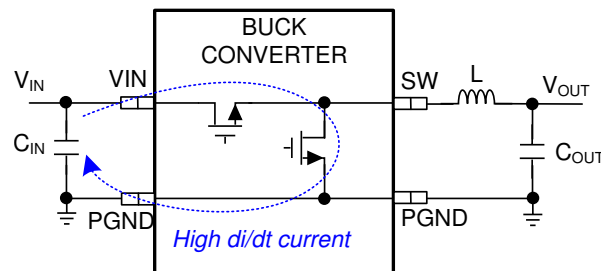 BUCK
CONVERTER
VIN
VIN
SW
L
VOUT
CIN
COUT
PGND
PGND
High di/dt current